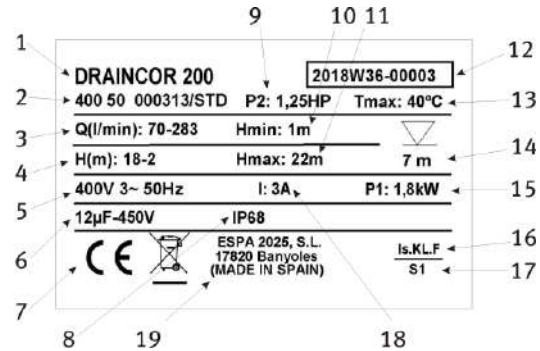 9 10 11
1 DRAINCOR 200 2018W36-00003 12
2 400 50 000313/STD P2: 1,25HP Tmax: 40ºC 13
3 Q(l/min): 70-283 Hmin: 1m
4 H(m): 18-2 Hmax: 22m 7 m 14
5 400V 3~ 50Hz I: 3A P1: 1,8kW 15
6 12µF-450V IP68
7 CE ESPA 2025, S.L. Is.KL.F 16
17820 Banyoles S1 17
(MADE IN SPAIN)
8 19 18